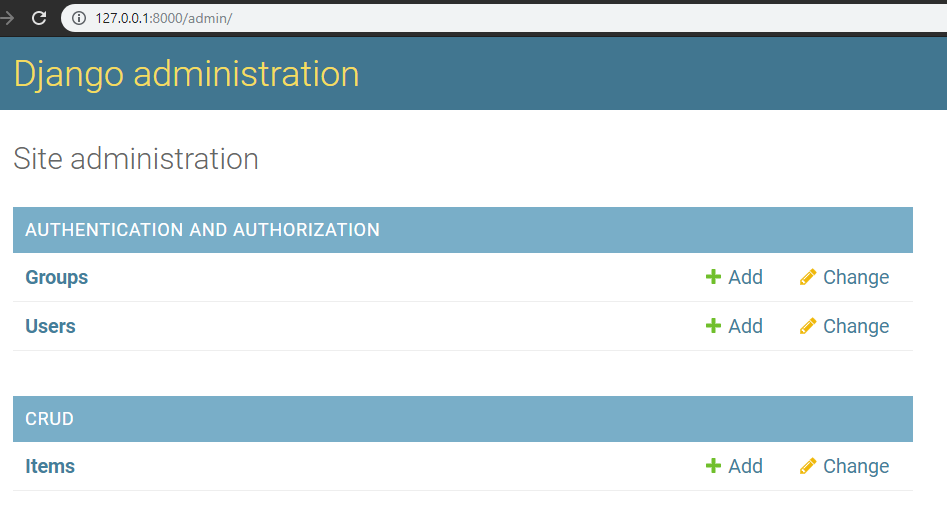 127.0.0.1:8000/admin/
Django administration
Site administration
AUTHENTICATION AND AUTHORIZATION
Groups Add Change
Users Add Change
CRUD
Items Add Change